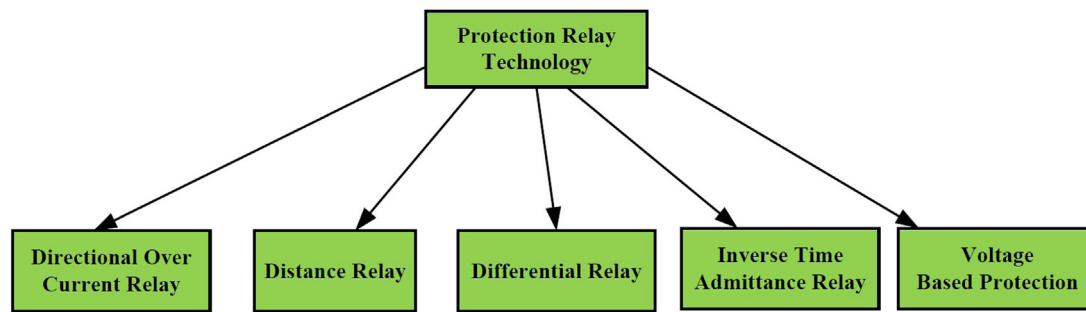 Protection Relay
Technology
Directional Over
Current Relay
Distance Relay
Differential Relay
Inverse Time
Admittance Relay
Voltage
Based Protection